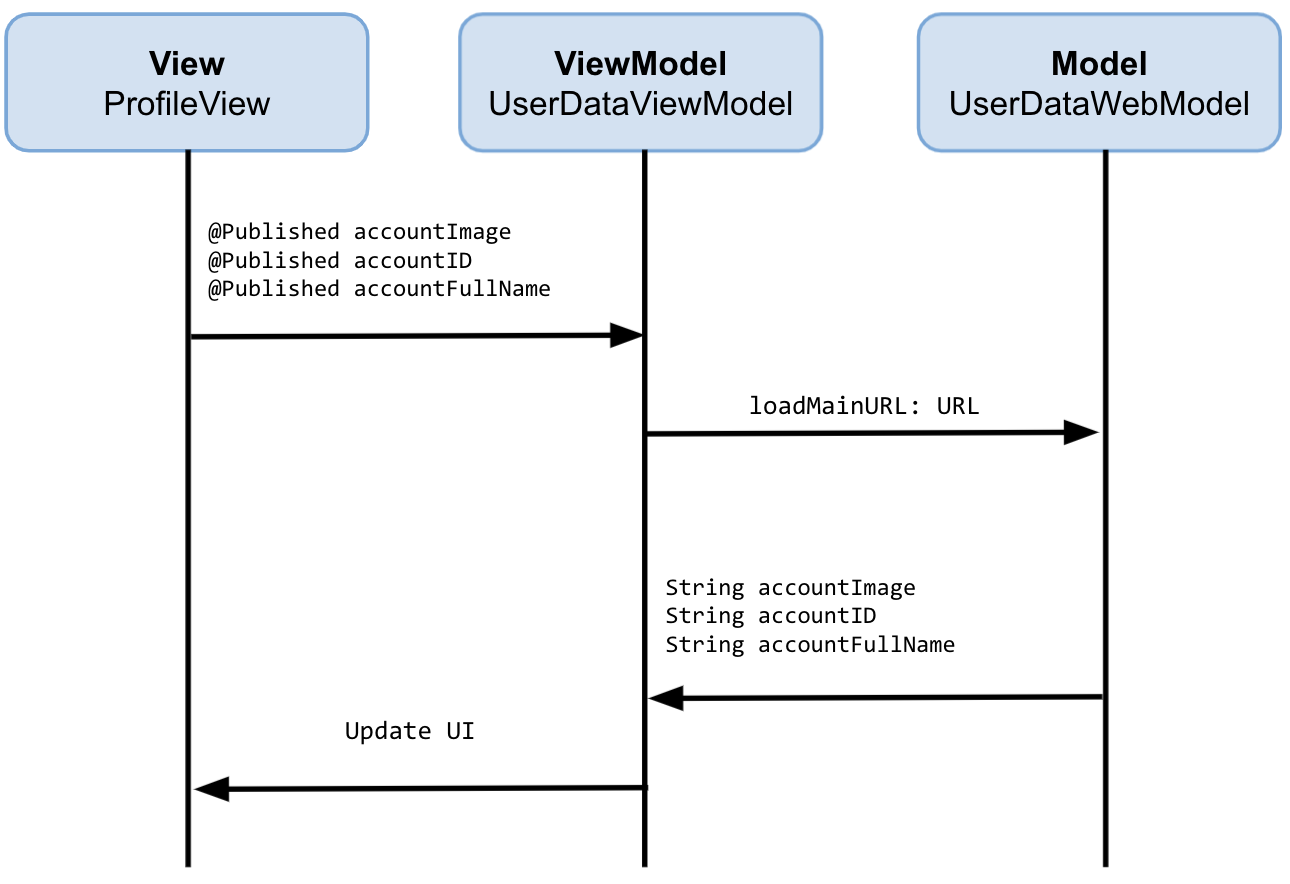 View
ProfileView
ViewModel
UserDataViewModel
Model
UserDataWebModel
@Published accountImage
@Published accountID
@Published accountFullName
loadMainURL: URL
String accountImage
String accountID
String accountFullName
Update UI